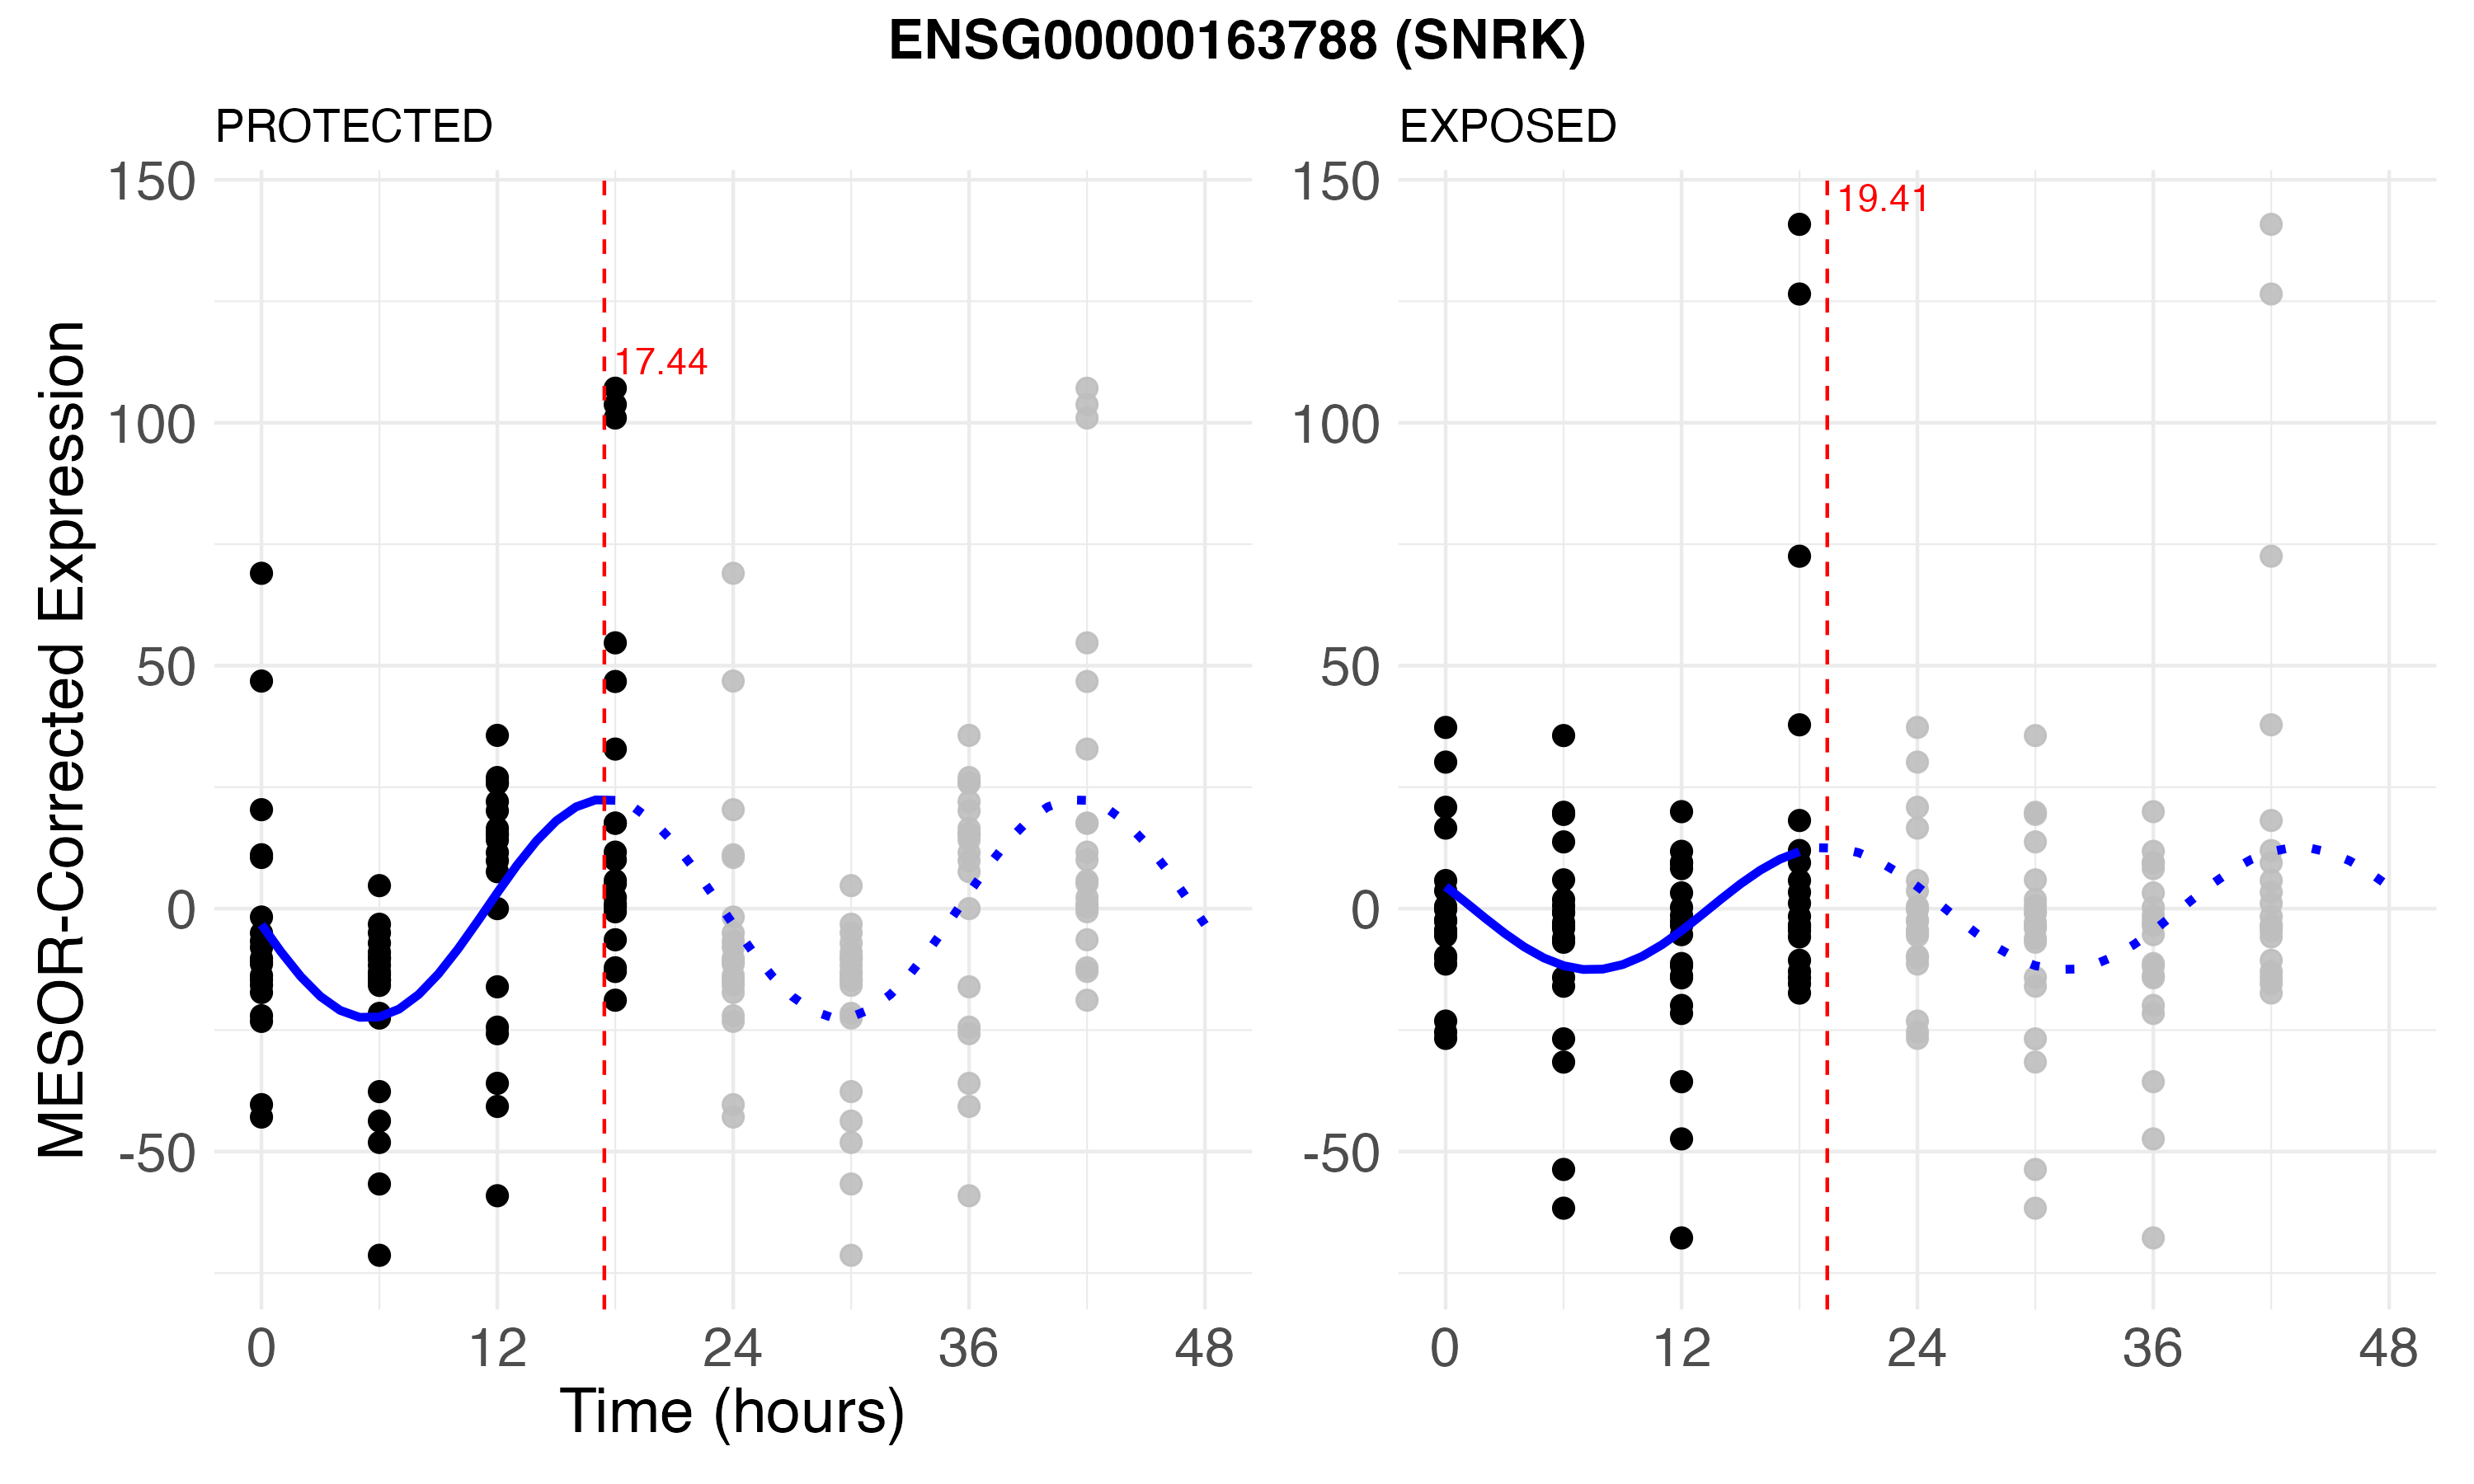 ENSG00000163788 (SNRK)
PROTECTED
EXPOSED
MESOR-Corrected Expression
150
100
50
0
-50
17.44
0 12 24 36 48
150
100
50
0
-50
19.41
0 12 24 36 48
Time (hours)